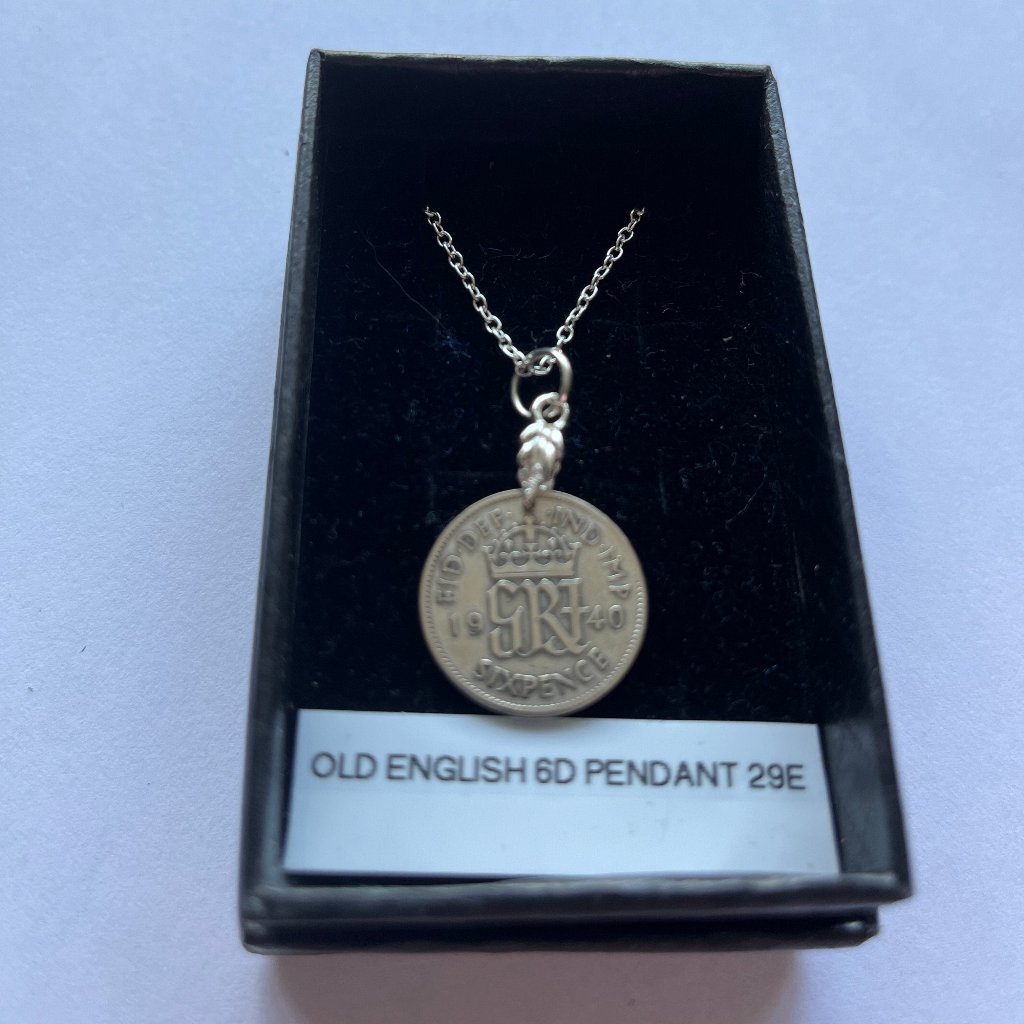 FID·DEF· IND·IMP
19 GRI 40
SIXPENCE
OLD ENGLISH 6D PENDANT 29E